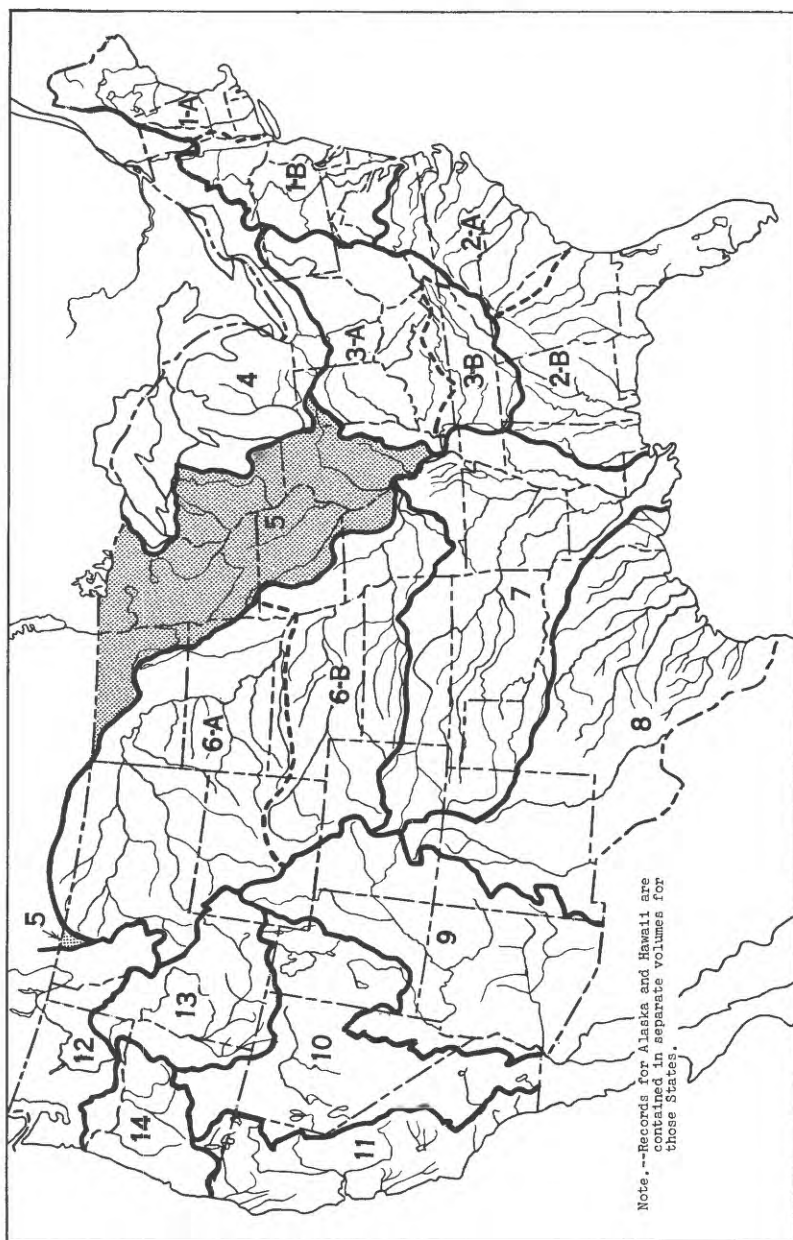 5
12
1-A
14
13
6-A
5
4
1-B
10
6-B
3-A
11
9
3-B
2-A
7
2-B
8
Note.--Records for Alaska and Hawaii are
contained in separate volumes for
those States.